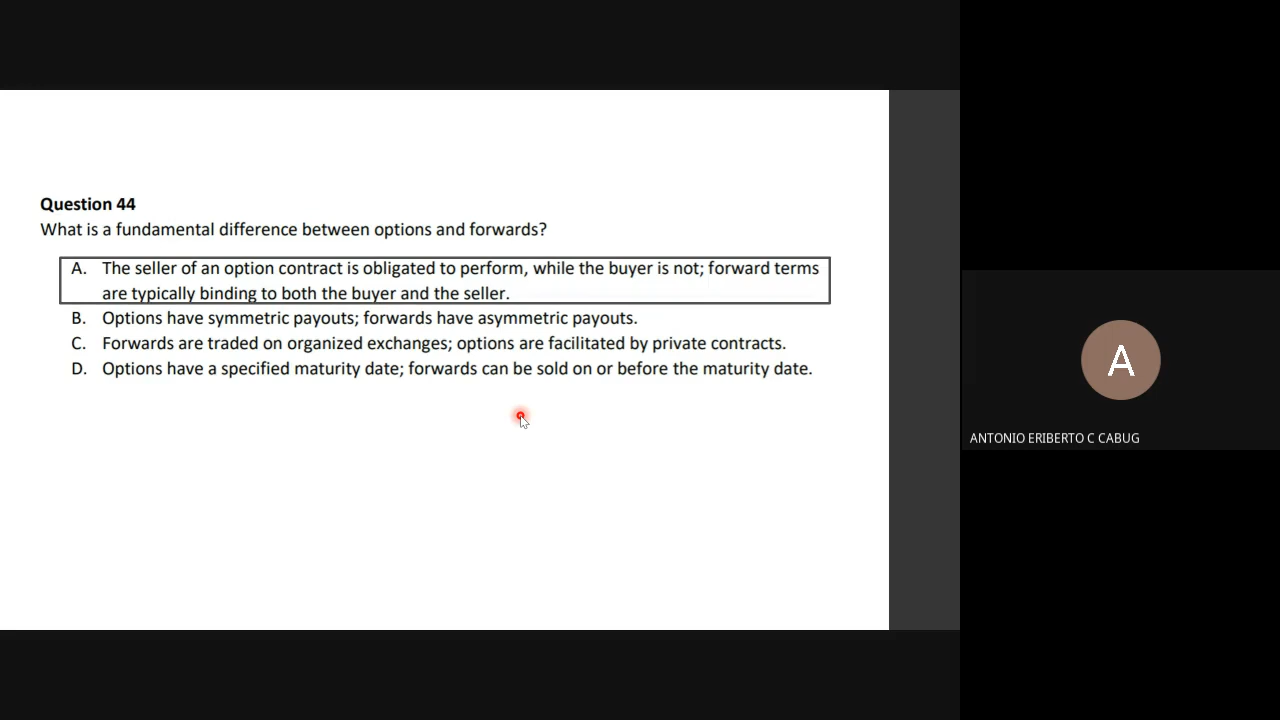 Question 44
What is a fundamental difference between options and forwards?
A. The seller of an option contract is obligated to perform, while the buyer is not; forward terms
are typically binding to both the buyer and the seller.
B. Options have symmetric payouts; forwards have asymmetric payouts.
C. Forwards are traded on organized exchanges; options are facilitated by private contracts.
D. Options have a specified maturity date; forwards can be sold on or before the maturity date.
A
ANTONIO ERIBERTO C CABUG